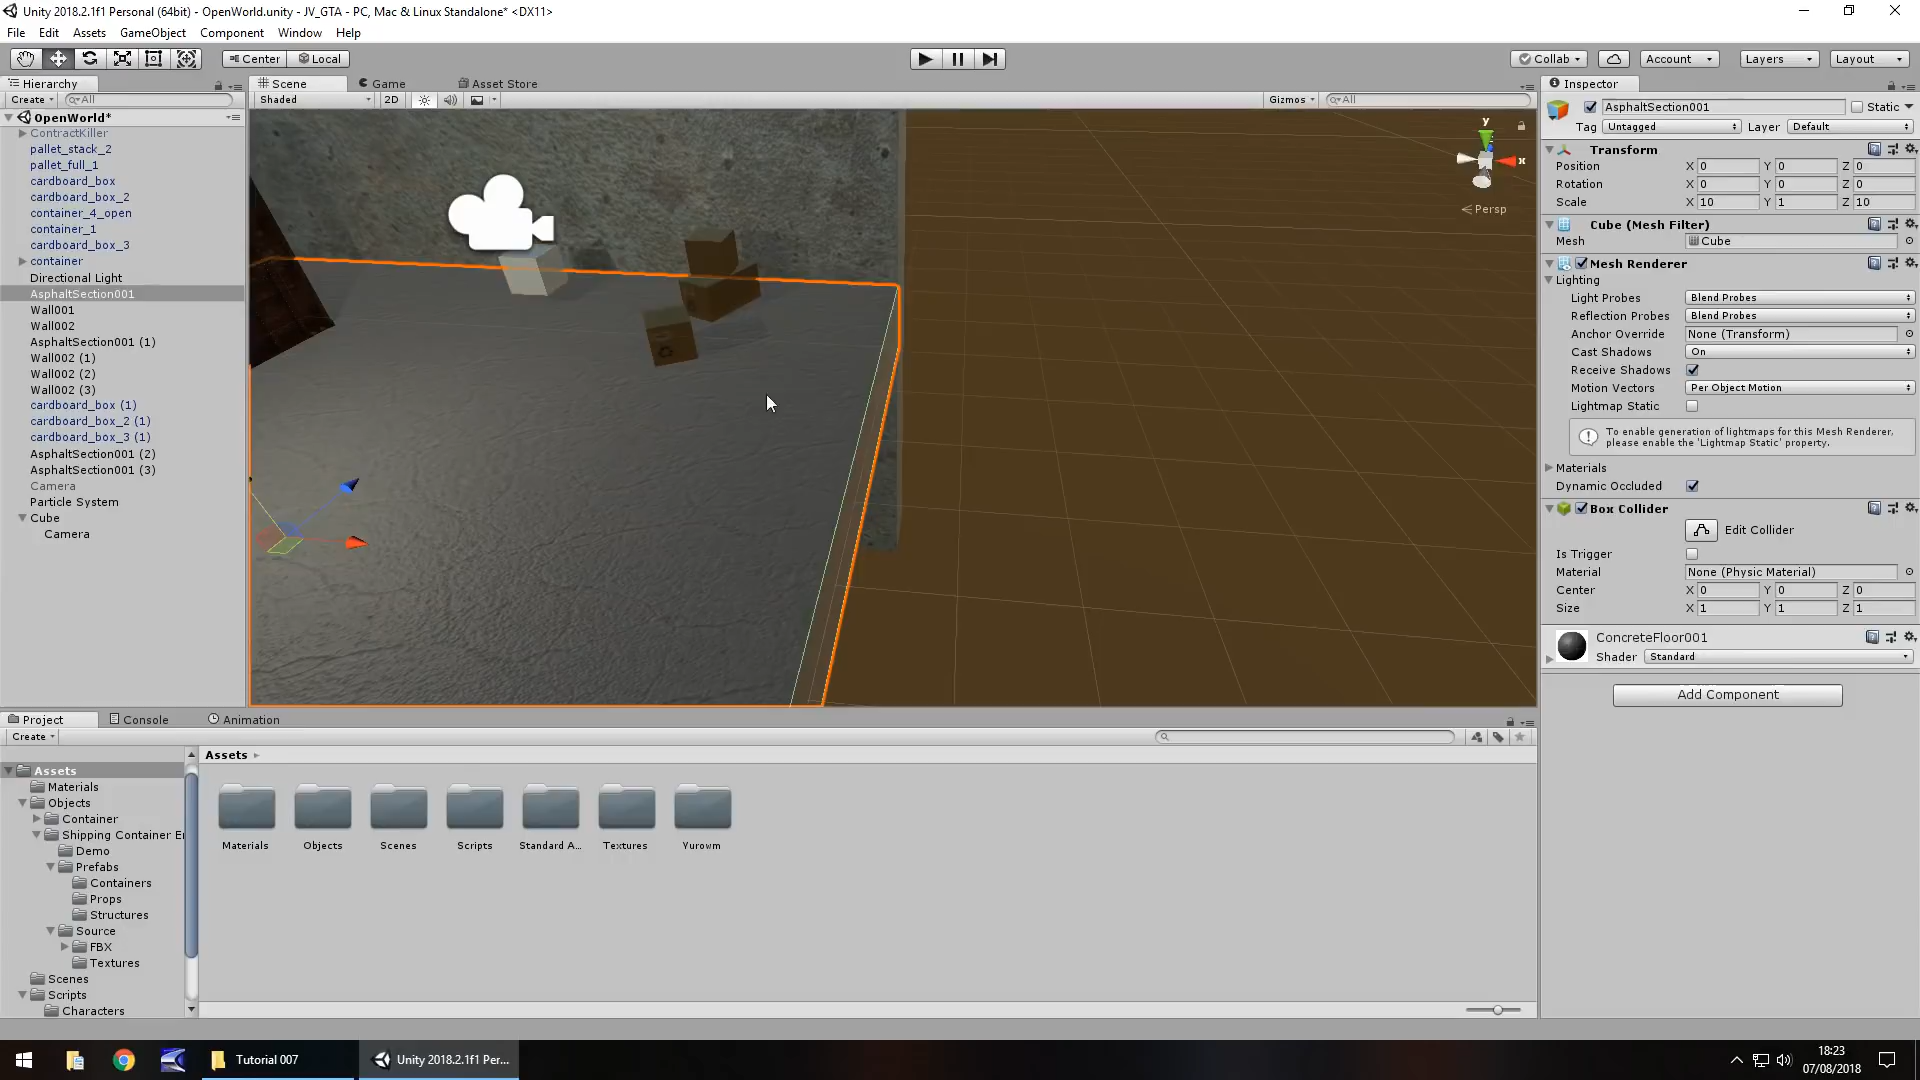 Unity 2018.2.1f1 Personal (64bit) - OpenWorld.unity - JV_GTA - PC, Mac & Linux Standalone* <DX11>
File Edit Assets GameObject Component Window Help
Center Local Collab Account Layers Layout
Hierarchy
Create All
OpenWorld*
ContractKiller
pallet_stack_2
pallet_full_1
cardboard_box
cardboard_box_2
container_4_open
container_1
cardboard_box_3
container
Directional Light
AsphaltSection001
Wall001
Wall002
AsphaltSection001 (1)
Wall002 (1)
Wall002 (2)
Wall002 (3)
cardboard_box (1)
cardboard_box_2 (1)
cardboard_box_3 (1)
AsphaltSection001 (2)
AsphaltSection001 (3)
Camera
Particle System
Cube
Camera
Scene Game Asset Store
Shaded 2D Gizmos All
y
x
Persp
Inspector
AsphaltSection001 Static
Tag Untagged Layer Default
Transform
Position X 0 Y 0 Z 0
Rotation X 0 Y 0 Z 0
Scale X 10 Y 1 Z 10
Cube (Mesh Filter)
Mesh Cube
Mesh Renderer
Lighting
Light Probes Blend Probes
Reflection Probes Blend Probes
Anchor Override None (Transform)
Cast Shadows On
Receive Shadows
Motion Vectors Per Object Motion
Lightmap Static
To enable generation of lightmaps for this Mesh Renderer,
please enable the 'Lightmap Static' property.
Materials
Dynamic Occluded
Box Collider
Edit Collider
Is Trigger
Material None (Physic Material)
Center X 0 Y 0 Z 0
Size X 1 Y 1 Z 1
ConcreteFloor001
Shader Standard
Add Component
Project Console Animation
Create
Assets
Materials
Objects
Container
Shipping Container Er
Demo
Prefabs
Containers
Props
Structures
Source
FBX
Textures
Scenes
Scripts
Characters
Assets
Materials Objects Scenes Scripts Standard A... Textures Yurowm
Tutorial 007 Unity 2018.2.1f1 Per...
18:23
07/08/2018